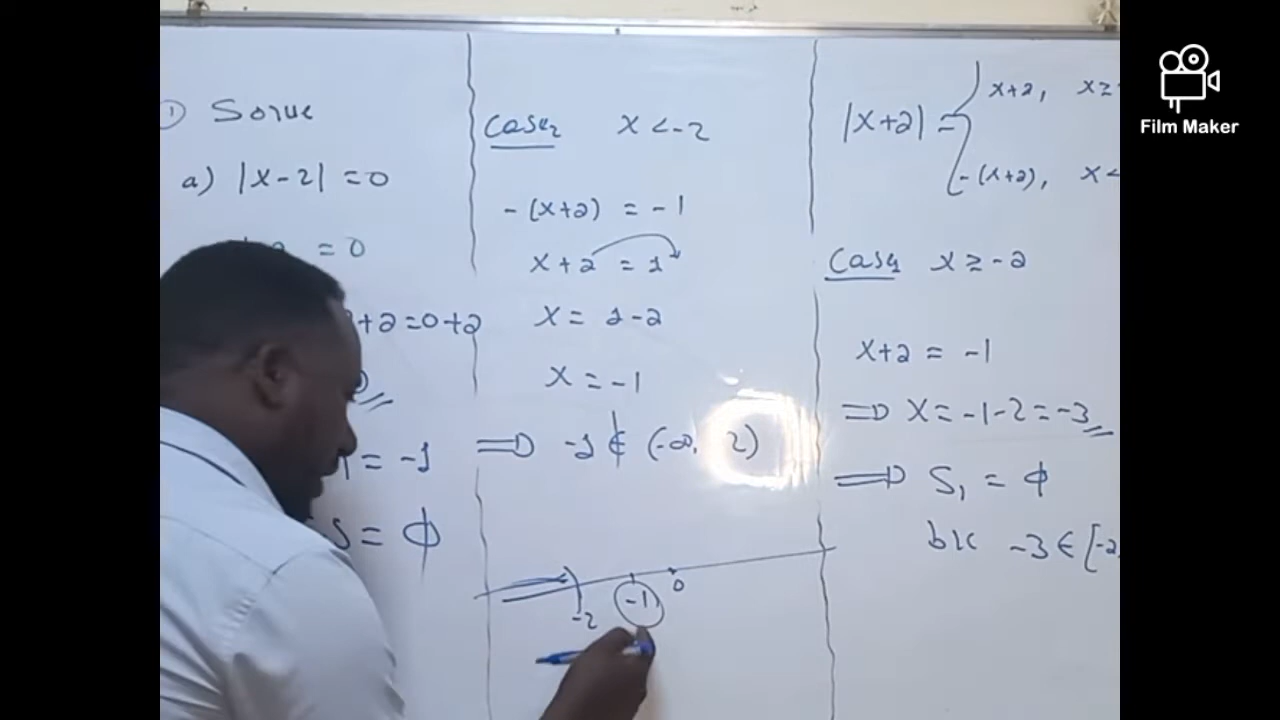 ① Solve
a) |x-2| = 0
= 0
+2=0+2
= -1
S = ϕ
Case₂ x < -2
-(x+2) = -1
x+2 = 1
x = 1-2
x = -1
⟹ -1 ∉ (-∞, 2)
-2 -1 0
|x+2| = { x+2, x ≥
-(x+2), x <
Case₁ x ≥ -2
x+2 = -1
⟹ x = -1-2 = -3
⟹ S₁ = ϕ
b/c -3 ∈ [-2
Film Maker